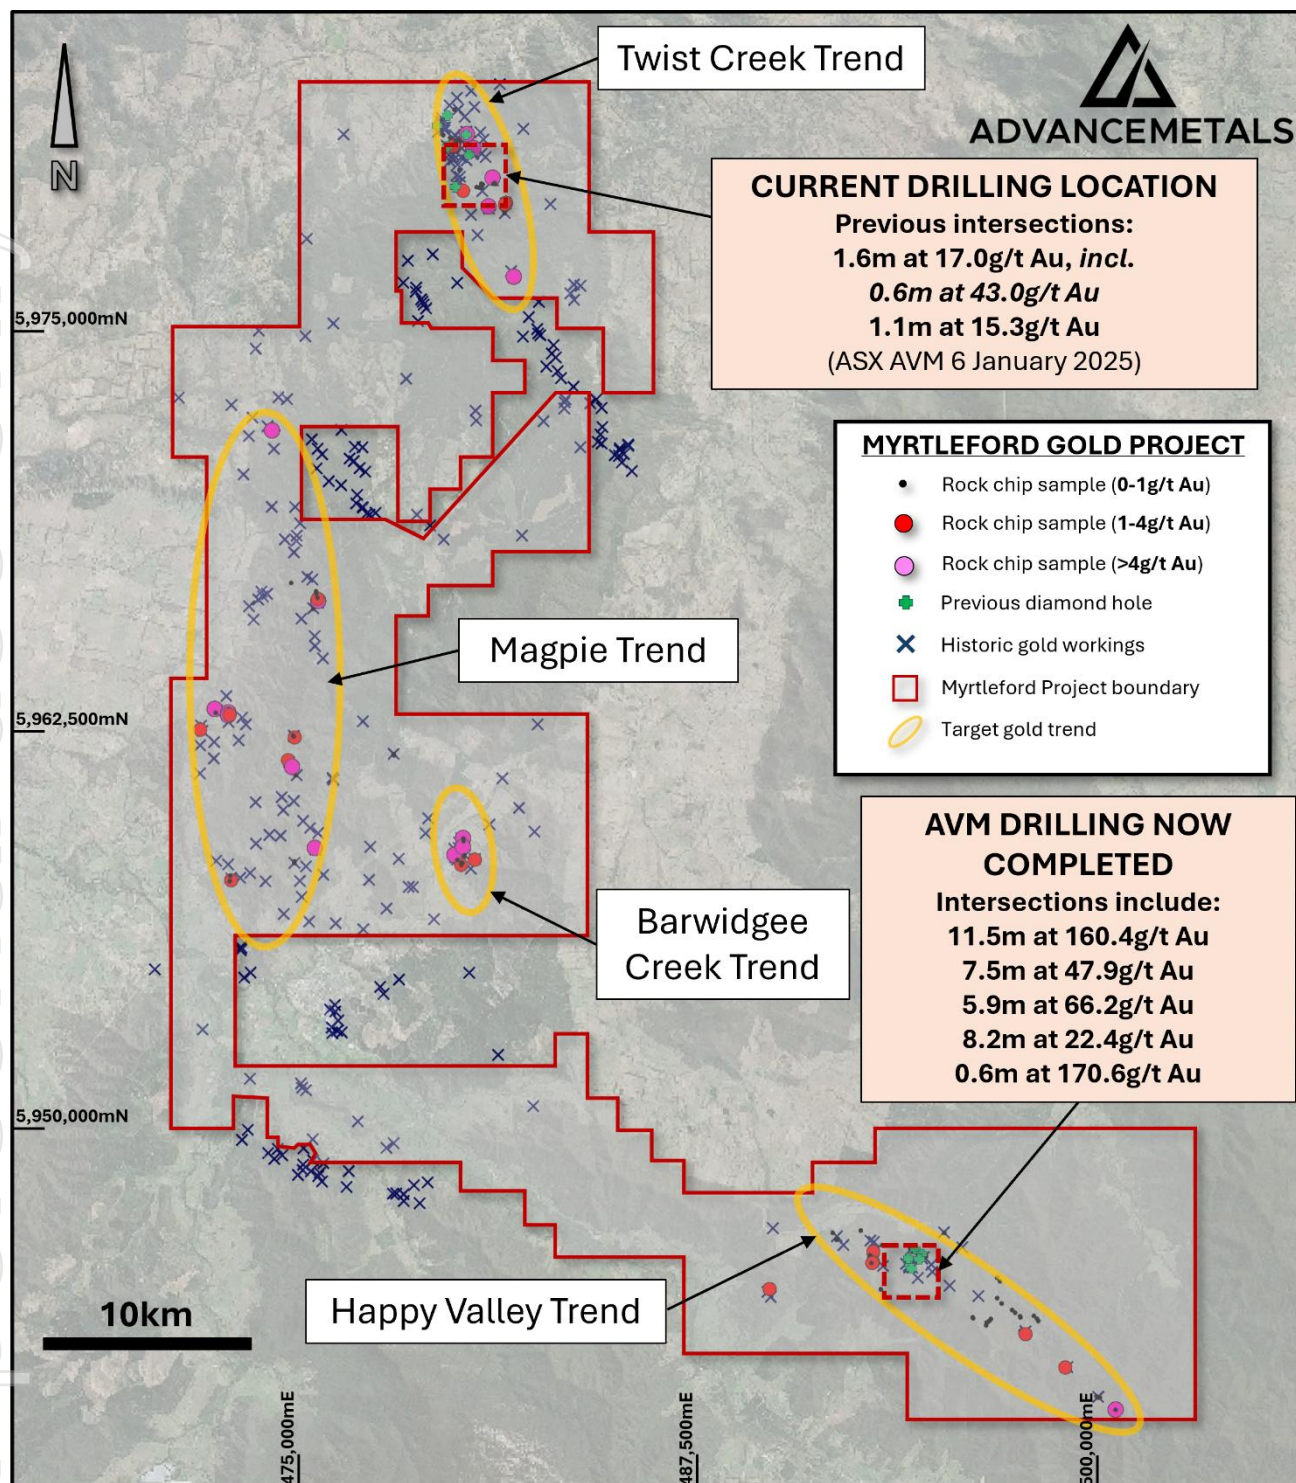 Twist Creek Trend
ADVANCEMETALS
N
CURRENT DRILLING LOCATION
Previous intersections:
1.6m at 17.0g/t Au, incl.
0.6m at 43.0g/t Au
1.1m at 15.3g/t Au
(ASX AVM 6 January 2025)
5,975,000mN
MYRTLEFORD GOLD PROJECT
Rock chip sample (0-1g/t Au)
Rock chip sample (1-4g/t Au)
Rock chip sample (>4g/t Au)
Previous diamond hole
Historic gold workings
Myrtleford Project boundary
Target gold trend
Magpie Trend
5,962,500mN
AVM DRILLING NOW
COMPLETED
Intersections include:
11.5m at 160.4g/t Au
7.5m at 47.9g/t Au
5.9m at 66.2g/t Au
8.2m at 22.4g/t Au
0.6m at 170.6g/t Au
Barwidgee
Creek Trend
5,950,000mN
Happy Valley Trend
10km
475,000mE
487,500mE
500,000mE